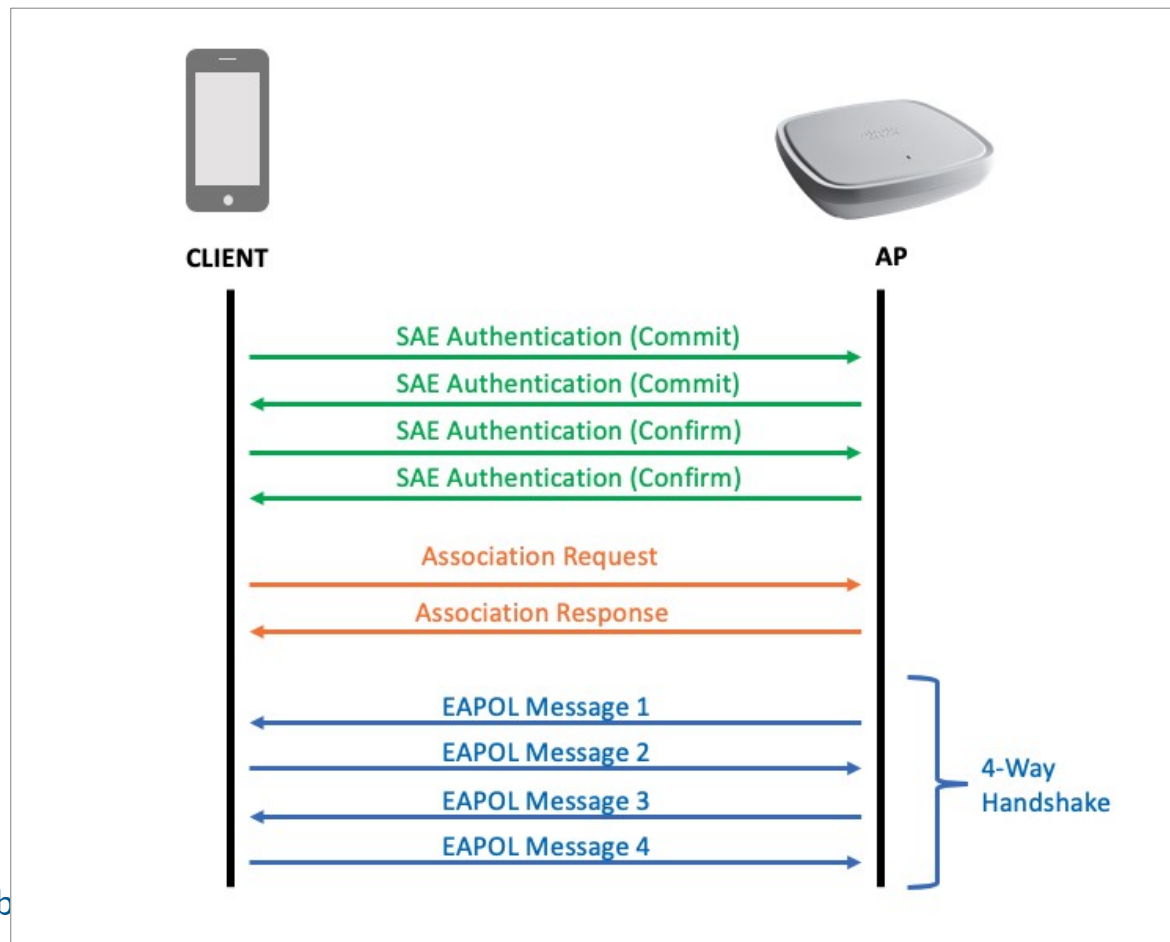 CLIENT
AP
SAE Authentication (Commit)
SAE Authentication (Commit)
SAE Authentication (Confirm)
SAE Authentication (Confirm)
Association Request
Association Response
EAPOL Message 1
EAPOL Message 2
EAPOL Message 3
EAPOL Message 4
4-Way
Handshake